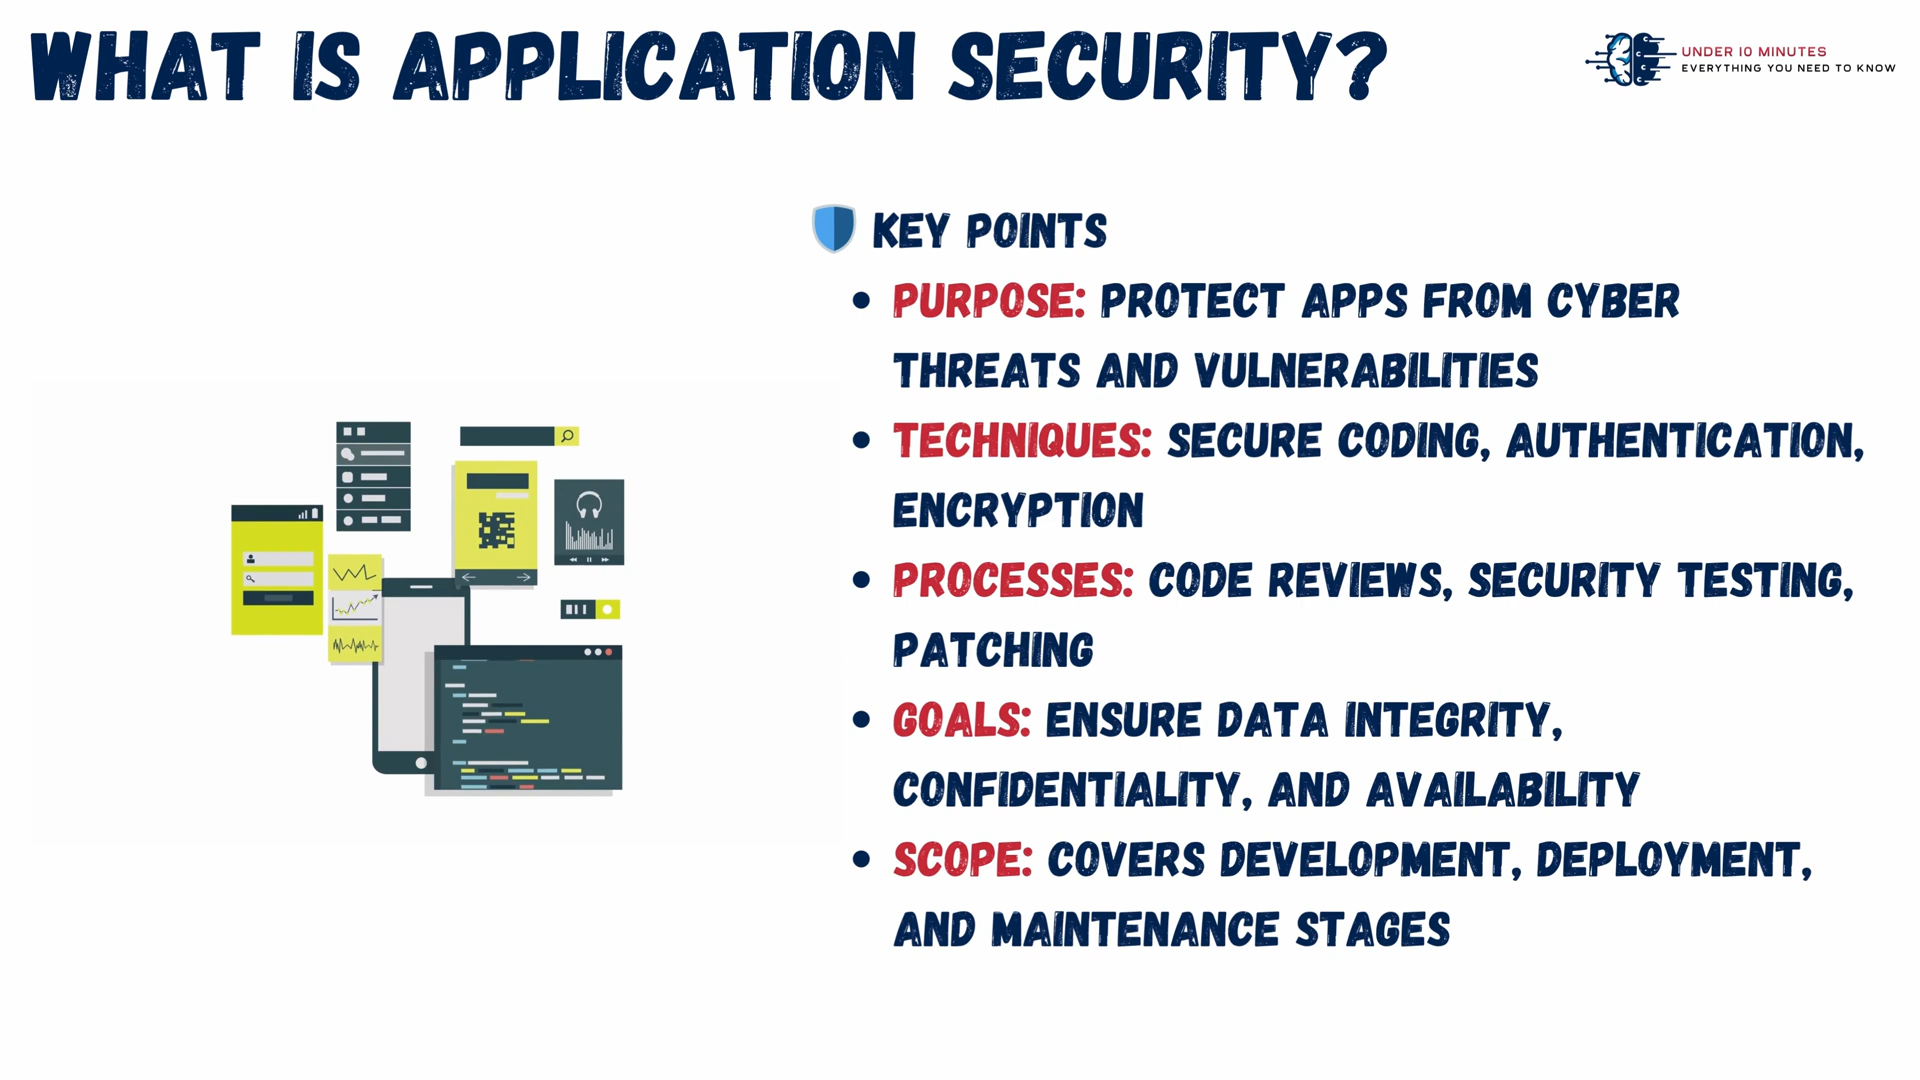 WHAT IS APPLICATION SECURITY?
UNDER 10 MINUTES
EVERYTHING YOU NEED TO KNOW
KEY POINTS
• PURPOSE: PROTECT APPS FROM CYBER
THREATS AND VULNERABILITIES
• TECHNIQUES: SECURE CODING, AUTHENTICATION,
ENCRYPTION
• PROCESSES: CODE REVIEWS, SECURITY TESTING,
PATCHING
• GOALS: ENSURE DATA INTEGRITY,
CONFIDENTIALITY, AND AVAILABILITY
• SCOPE: COVERS DEVELOPMENT, DEPLOYMENT,
AND MAINTENANCE STAGES